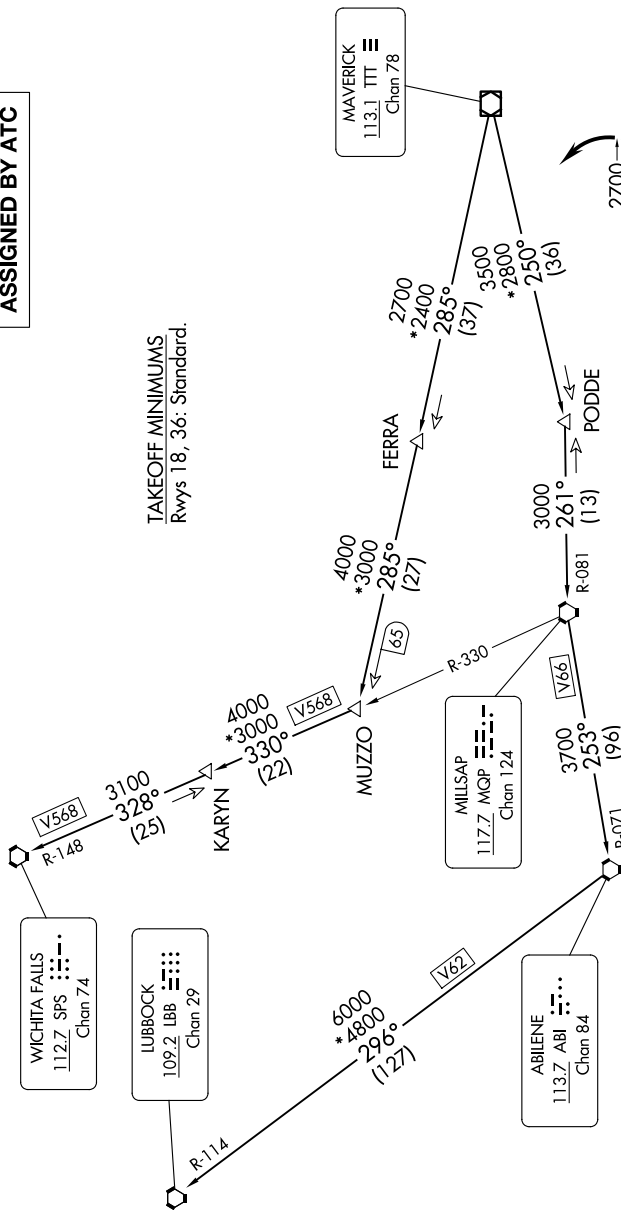 ASSIGNED BY ATC
TAKEOFF MINIMUMS
Rwys 18, 36: Standard.
MAVERICK
113.1 TTT
Chan 78
2700
2700
*2400
285°
(37)
3500
*2800
250°
(36)
FERRA
PODDE
4000
*3000
285°
(27)
65
3000
261°
(13)
R-081
MUZZO
R-330
V568
4000
*3000
330°
(22)
KARYN
3100
328°
(25)
V568
R-148
WICHITA FALLS
112.7 SPS
Chan 74
MILLSAP
117.7 MQP
Chan 124
V66
3700
253°
(96)
R-071
LUBBOCK
109.2 LBB
Chan 29
V62
6000
*4800
296°
(127)
R-114
ABILENE
113.7 ABI
Chan 84